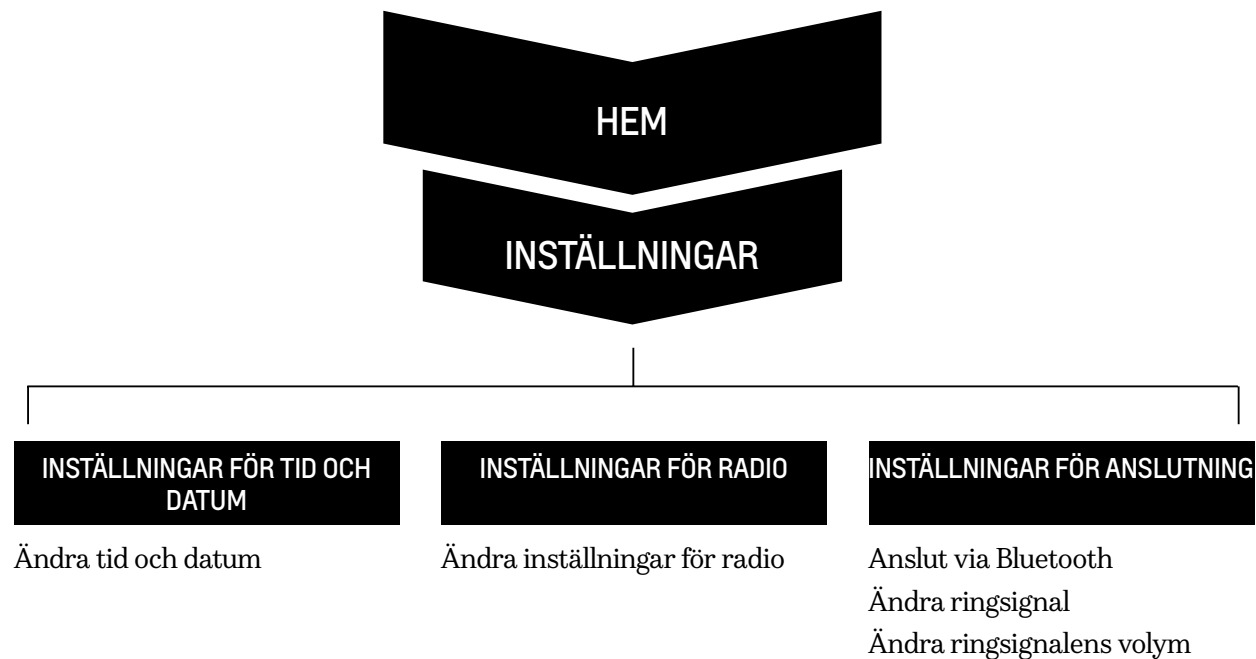 HEM
INSTÄLLNINGAR
INSTÄLLNINGAR FÖR TID OCH
DATUM
Ändra tid och datum
INSTÄLLNINGAR FÖR RADIO
Ändra inställningar för radio
INSTÄLLNINGAR FÖR ANSLUTNING
Anslut via Bluetooth
Ändra ringsignal
Ändra ringsignalens volym